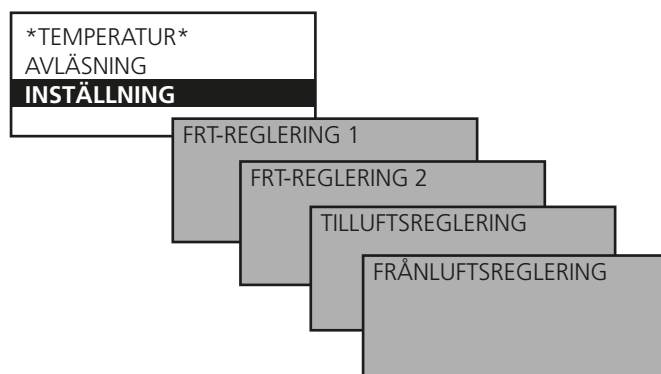 *TEMPERATUR*
AVLÄSNING
INSTÄLLNING
FRT-REGLERING 1
FRT-REGLERING 2
TILLUFTSREGLERING
FRÅNLUFTSREGLERING